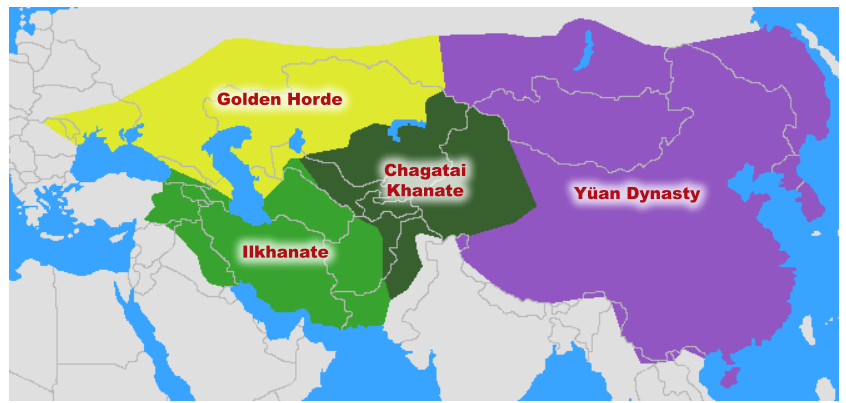 Golden Horde
Chagatai
Khanate
Yüan Dynasty
Ilkhanate